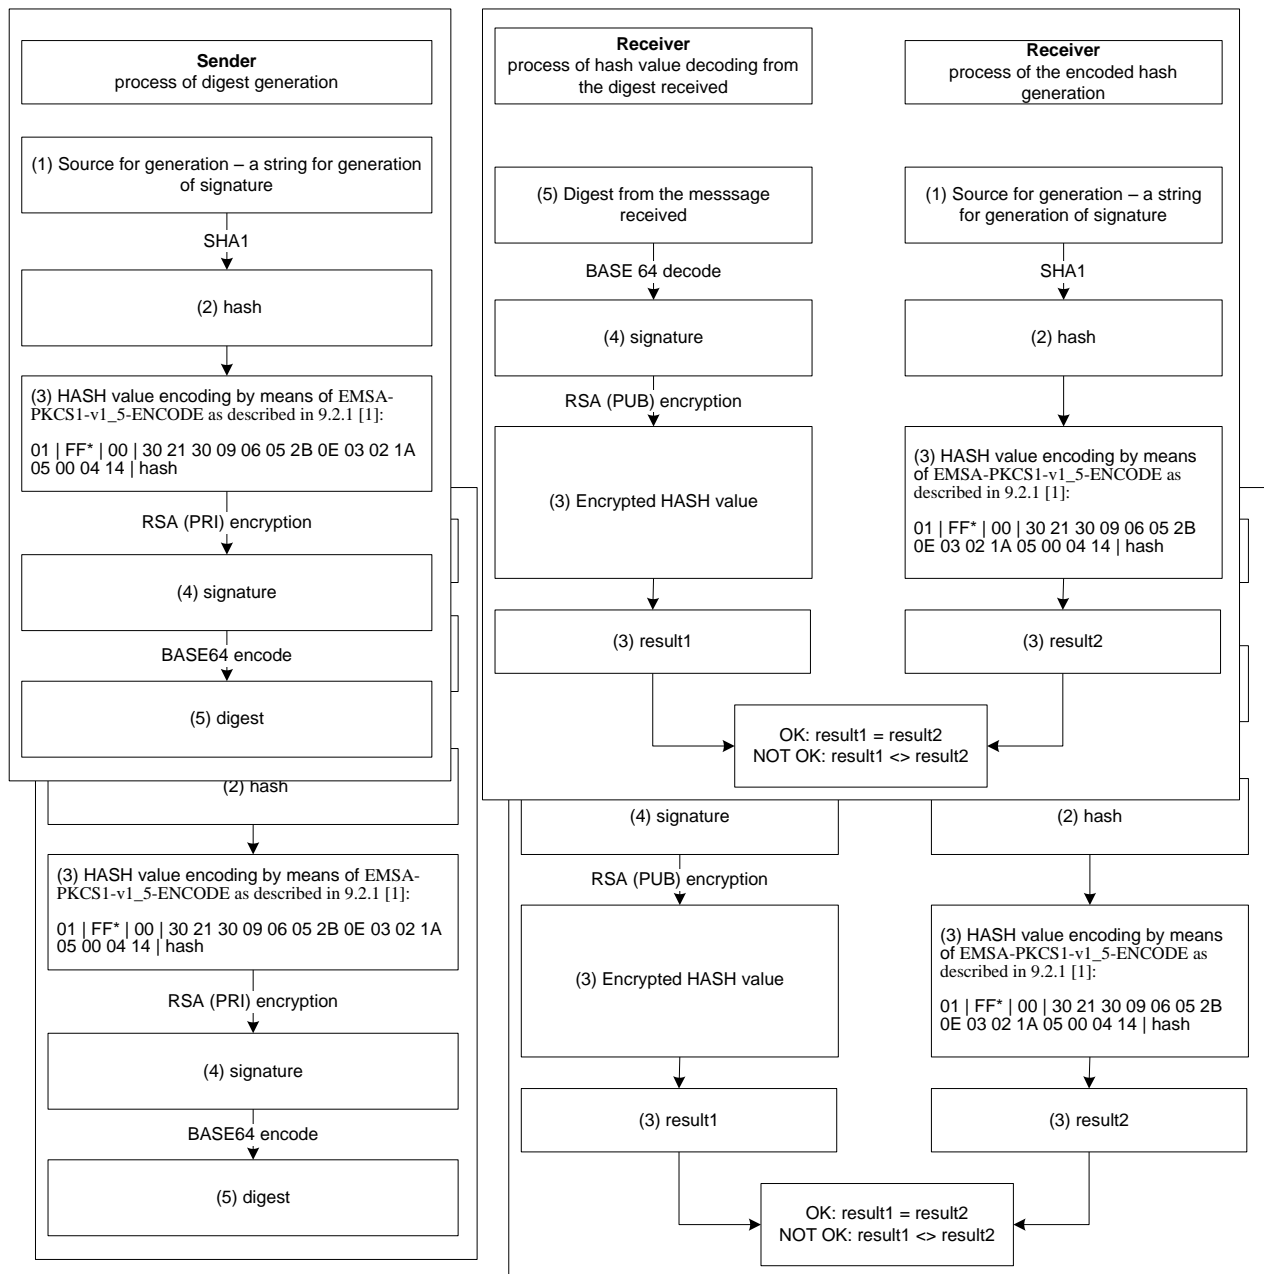 Sender
process of digest generation
(1) Source for generation – a string for generation
of signature
SHA1
(2) hash
(3) HASH value encoding by means of EMSA-
PKCS1-v1_5-ENCODE as described in 9.2.1 [1]:
01 | FF* | 00 | 30 21 30 09 06 05 2B 0E 03 02 1A
05 00 04 14 | hash
RSA (PRI) encryption
(4) signature
BASE64 encode
(5) digest
Receiver
process of hash value decoding from
the digest received
(5) Digest from the messsage
received
BASE 64 decode
(4) signature
RSA (PUB) encryption
(3) Encrypted HASH value
(3) result1
Receiver
process of the encoded hash
generation
(1) Source for generation – a string
for generation of signature
SHA1
(2) hash
(3) HASH value encoding by means
of EMSA-PKCS1-v1_5-ENCODE as
described in 9.2.1 [1]:
01 | FF* | 00 | 30 21 30 09 06 05 2B
0E 03 02 1A 05 00 04 14 | hash
(3) result2
OK: result1 = result2
NOT OK: result1 <> result2
(2) hash
(3) HASH value encoding by means of EMSA-
PKCS1-v1_5-ENCODE as described in 9.2.1 [1]:
01 | FF* | 00 | 30 21 30 09 06 05 2B 0E 03 02 1A
05 00 04 14 | hash
RSA (PRI) encryption
(4) signature
BASE64 encode
(5) digest
(4) signature
RSA (PUB) encryption
(3) Encrypted HASH value
(3) result1
(2) hash
(3) HASH value encoding by means
of EMSA-PKCS1-v1_5-ENCODE as
described in 9.2.1 [1]:
01 | FF* | 00 | 30 21 30 09 06 05 2B
0E 03 02 1A 05 00 04 14 | hash
(3) result2
OK: result1 = result2
NOT OK: result1 <> result2